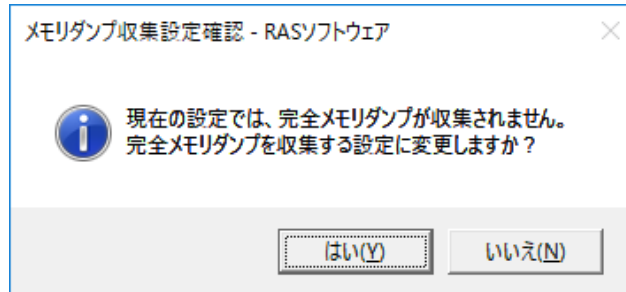 メモリダンプ収集設定確認 - RASソフトウェア
現在の設定では、完全メモリダンプが収集されません。
完全メモリダンプを収集する設定に変更しますか？
はい(Y)
いいえ(N)